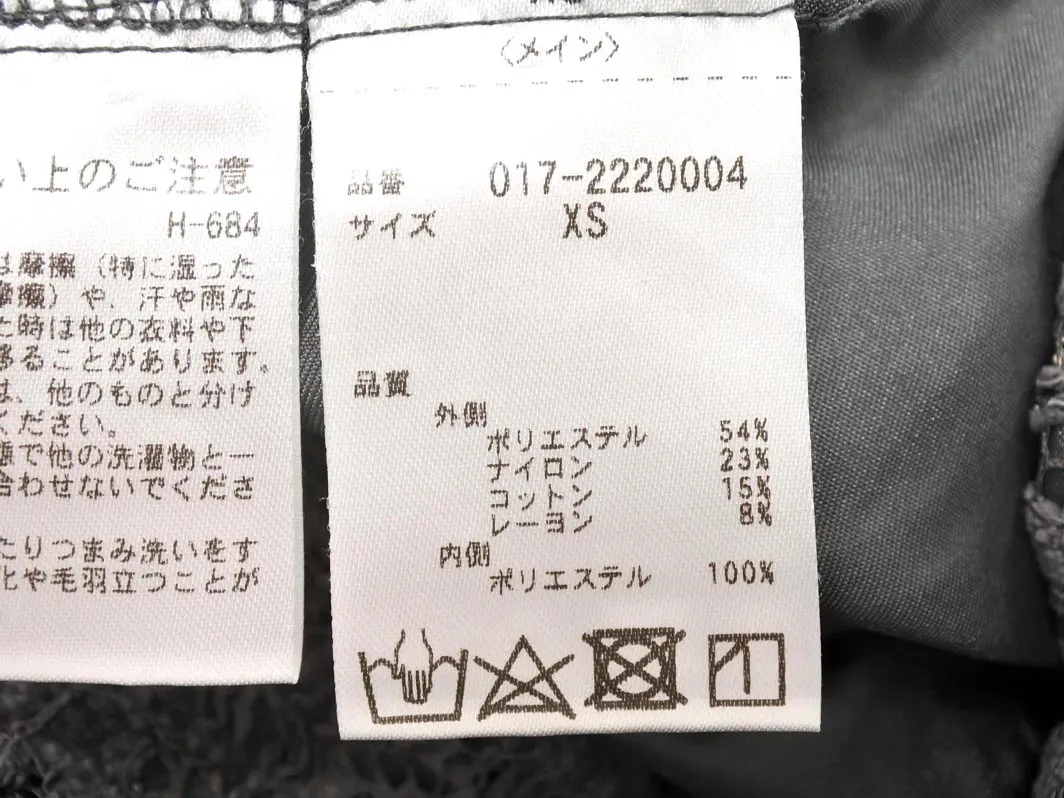 い上のご注意
H-684
は摩擦（特に湿った
摩擦）や、汗や雨な
た時は他の衣料や下
移ることがあります。
は、他のものと分け
ください。
態で他の洗濯物と一
合わせないでくださ
たりつまみ洗いをす
化や毛羽立つことが
〈メイン〉
品番 017-2220004
サイズ XS
品質
外側
ポリエステル 54%
ナイロン 23%
コットン 15%
レーヨン 8%
内側
ポリエステル 100%